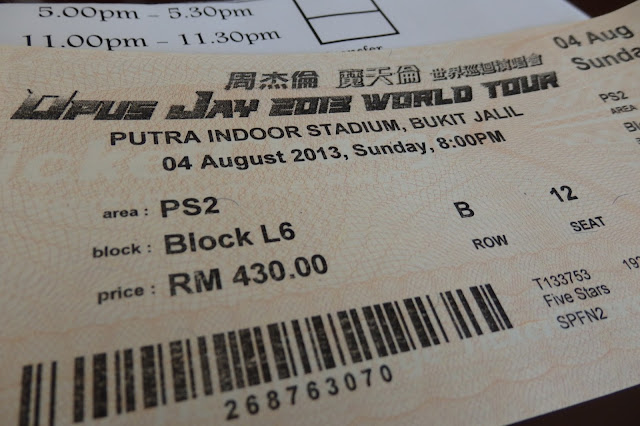 5.00pm – 5.30pm
11.00pm – 11.30pm
周杰倫 魔天倫 世界巡迴演唱會
OPUS JAY 2013 WORLD TOUR
PUTRA INDOOR STADIUM, BUKIT JALIL
04 August 2013, Sunday, 8:00PM
area : PS2
block : Block L6
price : RM 430.00
B
ROW
12
SEAT
T133753
Five Stars
SPFN2
268763070
04 Aug
Sunda
PS2
AREA